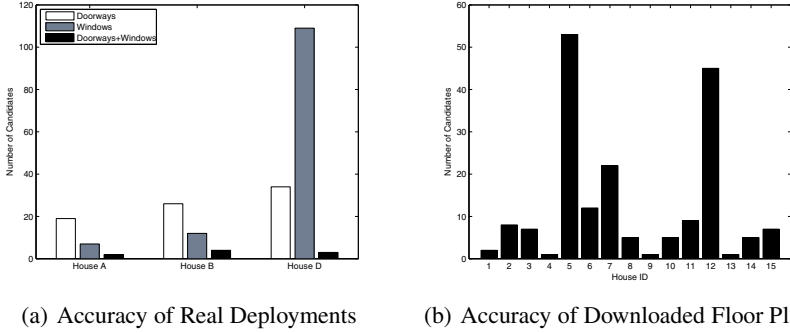 120
100
80
60
40
20
0
Number of Candidates
Doorways
Windows
Doorways+Windows
House A House B House D
(a) Accuracy of Real Deployments
60
50
40
30
20
10
0
Number of Candidates
1 2 3 4 5 6 7 8 9 10 11 12 13 14 15
House ID
(b) Accuracy of Downloaded Floor Pl